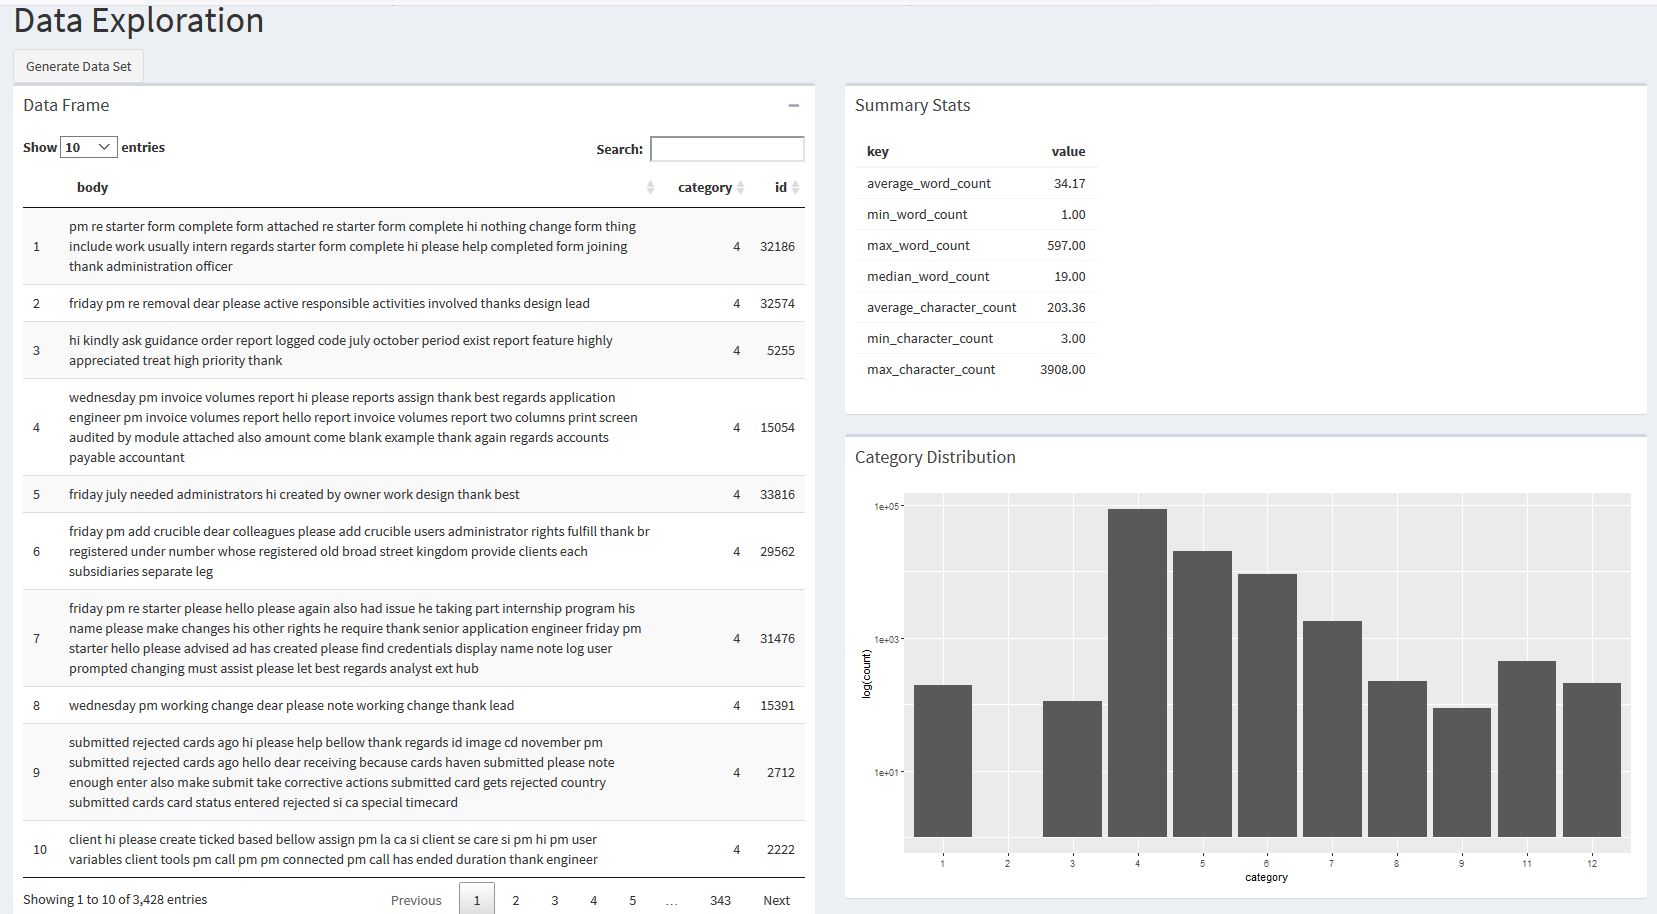 Data Exploration
Generate Data Set
Data Frame
Show 10 entries
Search:
body category id
1 pm re starter form complete form attached re starter form complete hi nothing change form thing
include work usually intern regards starter form complete hi please help completed form joining
thank administration officer 4 32186
2 friday pm re removal dear please active responsible activities involved thanks design lead 4 32574
3 hi kindly ask guidance order report logged code july october period exist report feature highly
appreciated treat high priority thank 4 5255
4 wednesday pm invoice volumes report hi please reports assign thank best regards application
engineer pm invoice volumes report hello report invoice volumes report two columns print screen
audited by module attached also amount come blank example thank again regards accounts
payable accountant 4 15054
5 friday july needed administrators hi created by owner work design thank best 4 33816
6 friday pm add crucible dear colleagues please add crucible users administrator rights fulfill thank br
registered under number whose registered old broad street kingdom provide clients each
subsidiaries separate leg 4 29562
7 friday pm re starter please hello please again also had issue he taking part internship program his
name please make changes his other rights he require thank senior application engineer friday pm
starter hello please advised ad has created please find credentials display name note log user
prompted changing must assist please let best regards analyst ext hub 4 31476
8 wednesday pm working change dear please note working change thank lead 4 15391
9 submitted rejected cards ago hi please help bellow thank regards id image cd november pm
submitted rejected cards ago hello dear receiving because cards haven submitted please note
enough enter also make submit take corrective actions submitted card gets rejected country
submitted cards card status entered rejected si ca special timecard 4 2712
10 client hi please create ticked based bellow assign pm la ca si client se care si pm hi pm user
variables client tools pm call pm pm connected pm call has ended duration thank engineer 4 2222
Showing 1 to 10 of 3,428 entries
Previous 1 2 3 4 5 … 343 Next
Summary Stats
key value
average_word_count 34.17
min_word_count 1.00
max_word_count 597.00
median_word_count 19.00
average_character_count 203.36
min_character_count 3.00
max_character_count 3908.00
Category Distribution
1e+05
1e+03
1e+01
log(count)
1 2 3 4 5 6 7 8 9 11 12
category